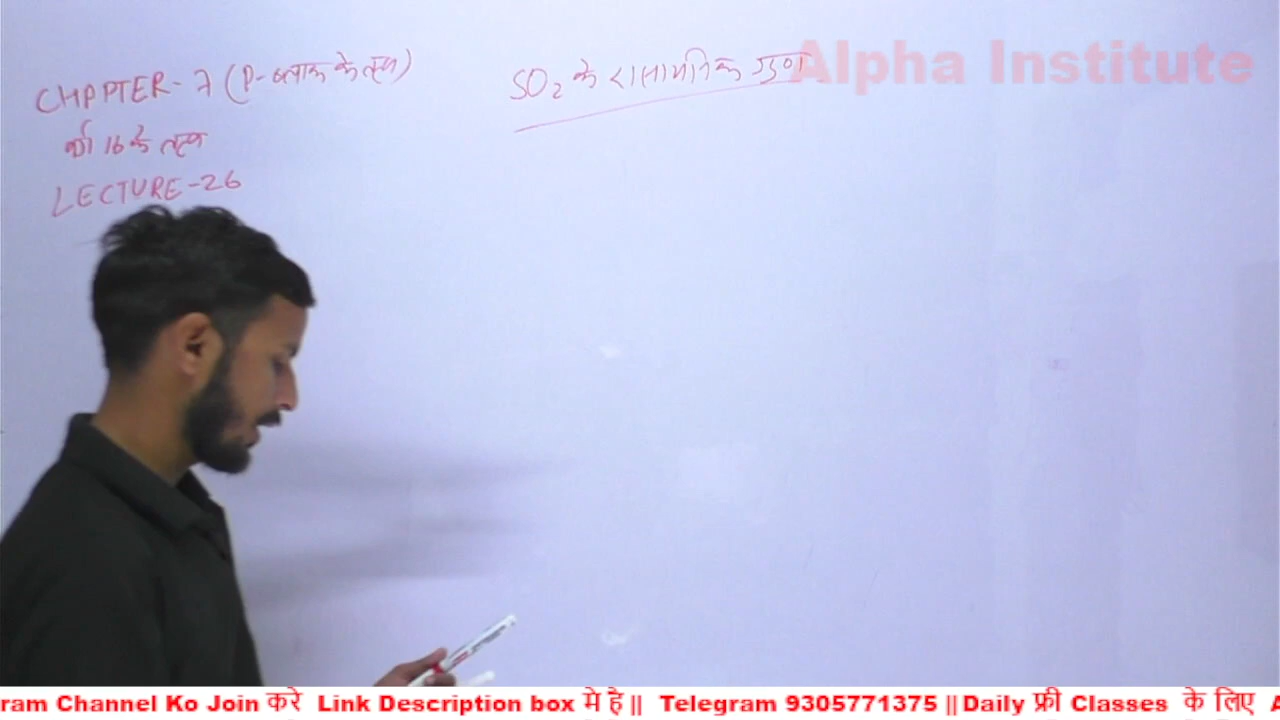 CHAPTER-7 (P-ब्लाक के तत्व)
वर्ग 16 के तत्व
LECTURE-26
SO₂ के रासायनिक गुण
Alpha Institute
ram Channel Ko Join करे Link Description box मे है || Telegram 9305771375 || Daily फ्री Classes के लिए A